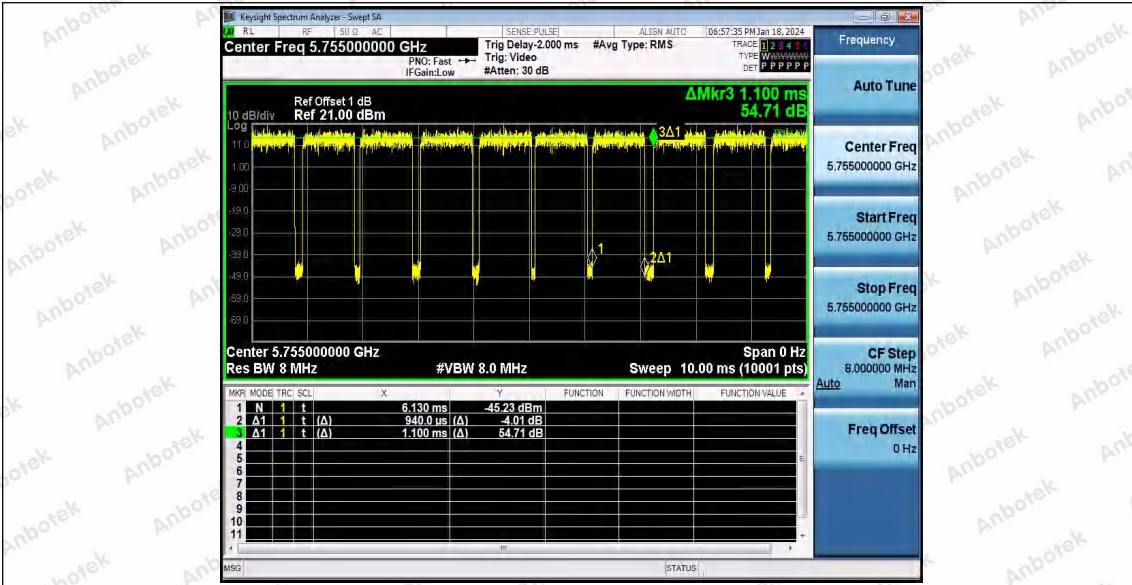 Keysight Spectrum Analyzer - Swept SA
RL RF 50 Ω AC SENSE:PULSE ALIGN AUTO 06:57:35 PM Jan 18, 2024
Center Freq 5.755000000 GHz
PNO: Fast
IFGain:Low
Trig Delay-2.000 ms
Trig: Video
#Atten: 30 dB
#Avg Type: RMS
TRACE 1 2 3 4 5 6
TYPE W
DET P P P P P P
ΔMkr3 1.100 ms
54.71 dB
Ref Offset 1 dB
10 dB/div Ref 21.00 dBm
Log
11.0
1.00
-9.00
-19.0
-29.0
-39.0
-49.0
-59.0
-69.0
3Δ1
1
2Δ1
Center 5.755000000 GHz Span 0 Hz
Res BW 8 MHz #VBW 8.0 MHz Sweep 10.00 ms (10001 pts)
MKR MODE TRC SCL X Y FUNCTION FUNCTION WIDTH FUNCTION VALUE
1 N 1 t 6.130 ms -45.23 dBm
2 Δ1 1 t (Δ) 940.0 µs (Δ) -4.01 dB
3 Δ1 1 t (Δ) 1.100 ms (Δ) 54.71 dB
4
5
6
7
8
9
10
11
MSG STATUS
Frequency
Auto Tune
Center Freq
5.755000000 GHz
Start Freq
5.755000000 GHz
Stop Freq
5.755000000 GHz
CF Step
8.000000 MHz
Auto Man
Freq Offset
0 Hz
Anbotek